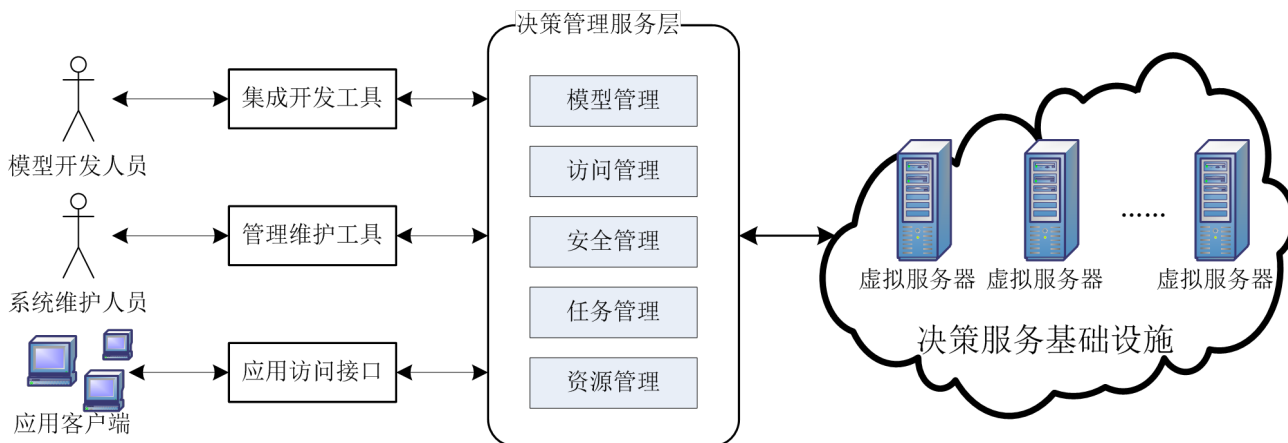 决策管理服务层
模型开发人员
集成开发工具
模型管理
访问管理
系统维护人员
管理维护工具
安全管理
任务管理
应用客户端
应用访问接口
资源管理
虚拟服务器
虚拟服务器
……
虚拟服务器
决策服务基础设施